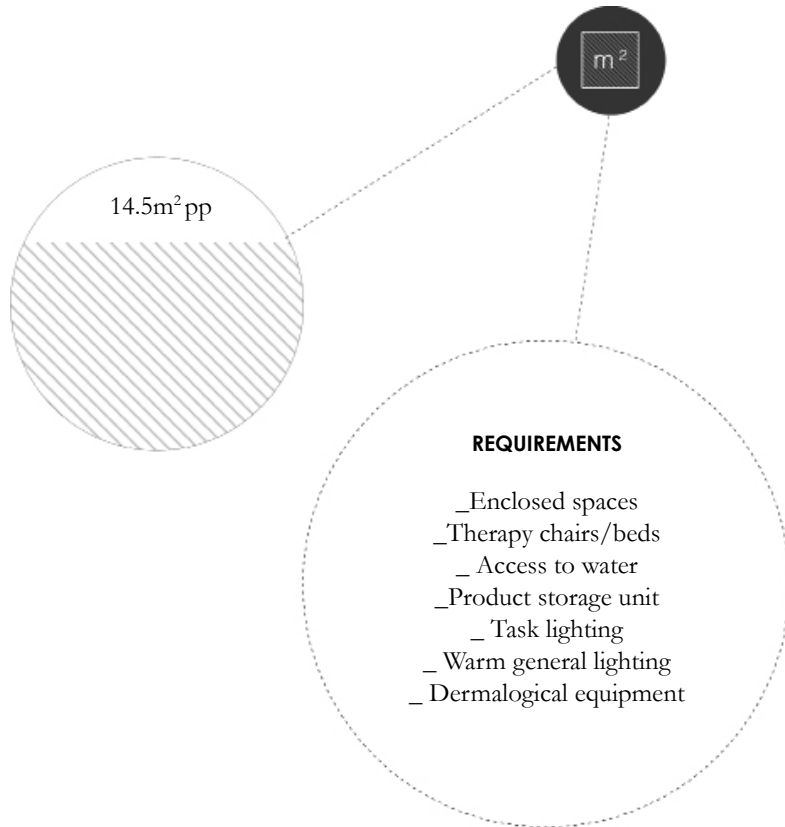 m²
14.5m² pp
REQUIREMENTS
_Enclosed spaces
_Therapy chairs/beds
_ Access to water
_Product storage unit
_ Task lighting
_ Warm general lighting
_ Dermalogical equipment